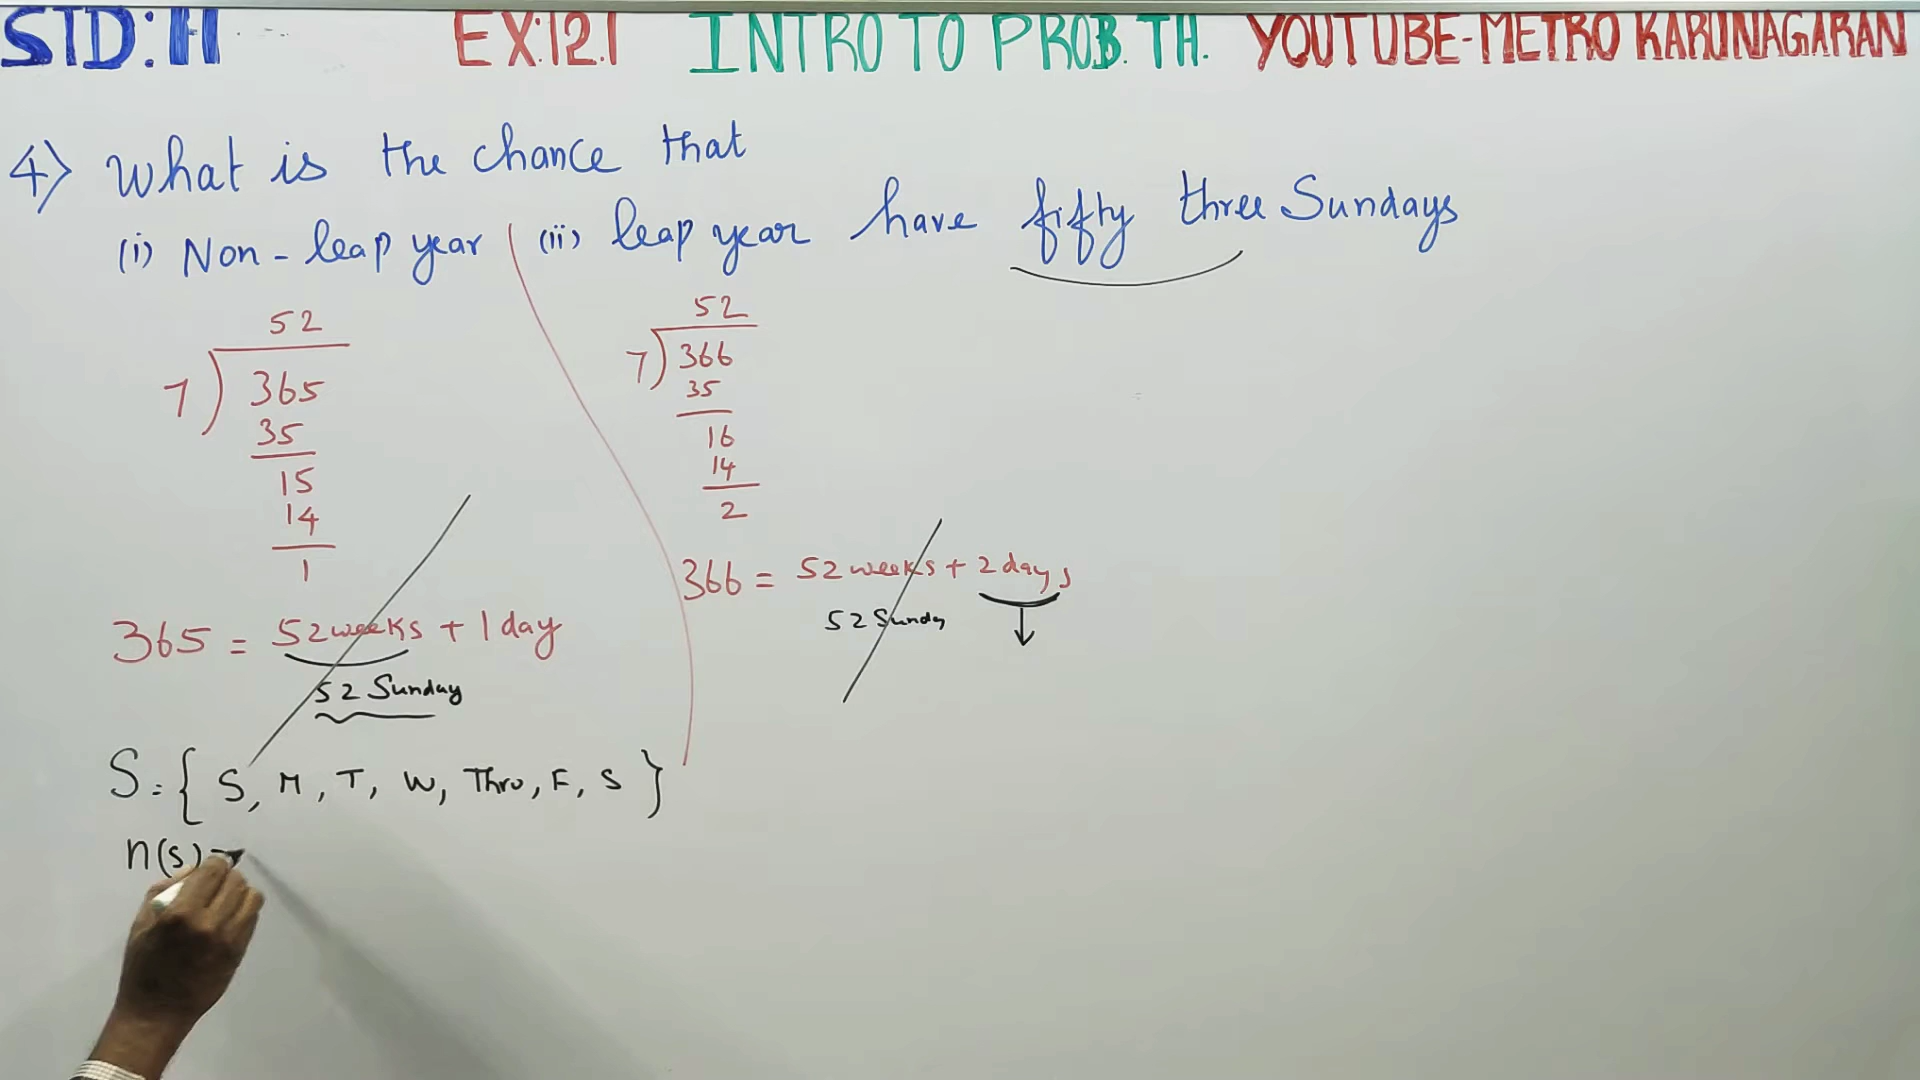 STD: 11 EX:12.1 INTRO TO PROB. TH. YOUTUBE-METRO KARUNAGARAN
4) What is the chance that
(i) Non-leap year (ii) leap year have fifty three Sundays
52
7) 365
35
15
14
1
365 = 52 weeks + 1 day
52 Sunday
52
7) 366
35
16
14
2
366 = 52 weeks + 2 days
52 Sunday
S = { S, M, T, W, Thro, F, S }
n(s) =